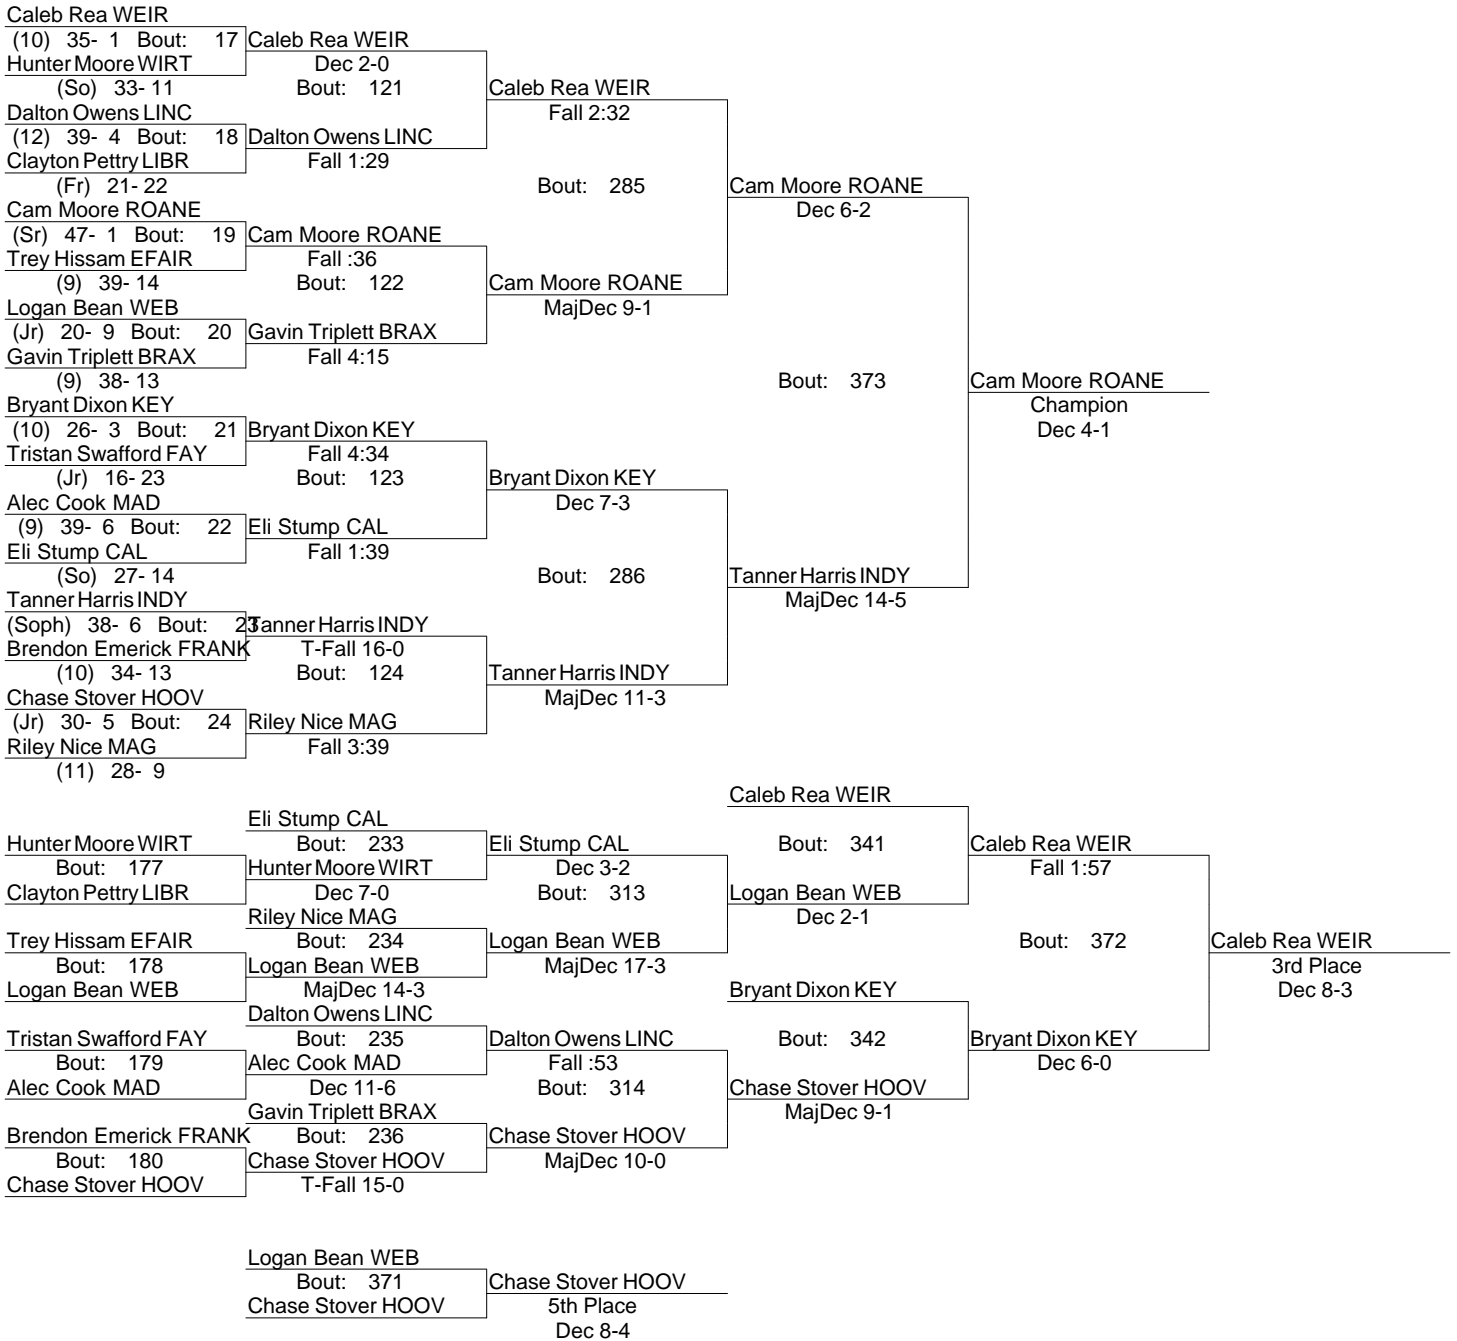 Caleb Rea WEIR
(10) 35- 1 Bout: 17 Caleb Rea WEIR
Hunter Moore WIRT Dec 2-0
(So) 33- 11 Bout: 121 Caleb Rea WEIR
Dalton Owens LINC Fall 2:32
(12) 39- 4 Bout: 18 Dalton Owens LINC
Clayton Pettry LIBR Fall 1:29
(Fr) 21- 22 Bout: 285 Cam Moore ROANE
Cam Moore ROANE Dec 6-2
(Sr) 47- 1 Bout: 19 Cam Moore ROANE
Trey Hissam EFAIR Fall :36
(9) 39- 14 Bout: 122 Cam Moore ROANE
Logan Bean WEB MajDec 9-1
(Jr) 20- 9 Bout: 20 Gavin Triplett BRAX
Gavin Triplett BRAX Fall 4:15
(9) 38- 13 Bout: 373 Cam Moore ROANE
Bryant Dixon KEY Champion
(10) 26- 3 Bout: 21 Bryant Dixon KEY Dec 4-1
Tristan Swafford FAY Fall 4:34
(Jr) 16- 23 Bout: 123 Bryant Dixon KEY
Alec Cook MAD Dec 7-3
(9) 39- 6 Bout: 22 Eli Stump CAL
Eli Stump CAL Fall 1:39
(So) 27- 14 Bout: 286 Tanner Harris INDY
Tanner Harris INDY MajDec 14-5
(Soph) 38- 6 Bout: 23 Tanner Harris INDY
Brendon Emerick FRANK T-Fall 16-0
(10) 34- 13 Bout: 124 Tanner Harris INDY
Chase Stover HOOV MajDec 11-3
(Jr) 30- 5 Bout: 24 Riley Nice MAG
Riley Nice MAG Fall 3:39
(11) 28- 9
Caleb Rea WEIR
Eli Stump CAL
Hunter Moore WIRT Bout: 233 Eli Stump CAL Bout: 341 Caleb Rea WEIR
Bout: 177 Hunter Moore WIRT Dec 3-2 Fall 1:57
Clayton Pettry LIBR Dec 7-0 Bout: 313 Logan Bean WEB
Riley Nice MAG Dec 2-1
Trey Hissam EFAIR Bout: 234 Logan Bean WEB Bout: 372 Caleb Rea WEIR
Bout: 178 Logan Bean WEB MajDec 17-3 3rd Place
Logan Bean WEB MajDec 14-3 Bryant Dixon KEY Dec 8-3
Dalton Owens LINC
Tristan Swafford FAY Bout: 235 Dalton Owens LINC Bout: 342 Bryant Dixon KEY
Bout: 179 Alec Cook MAD Fall :53 Dec 6-0
Alec Cook MAD Dec 11-6 Bout: 314 Chase Stover HOOV
Gavin Triplett BRAX MajDec 9-1
Brendon Emerick FRANK Bout: 236 Chase Stover HOOV
Bout: 180 Chase Stover HOOV MajDec 10-0
Chase Stover HOOV T-Fall 15-0
Logan Bean WEB
Bout: 371 Chase Stover HOOV
Chase Stover HOOV 5th Place
Dec 8-4